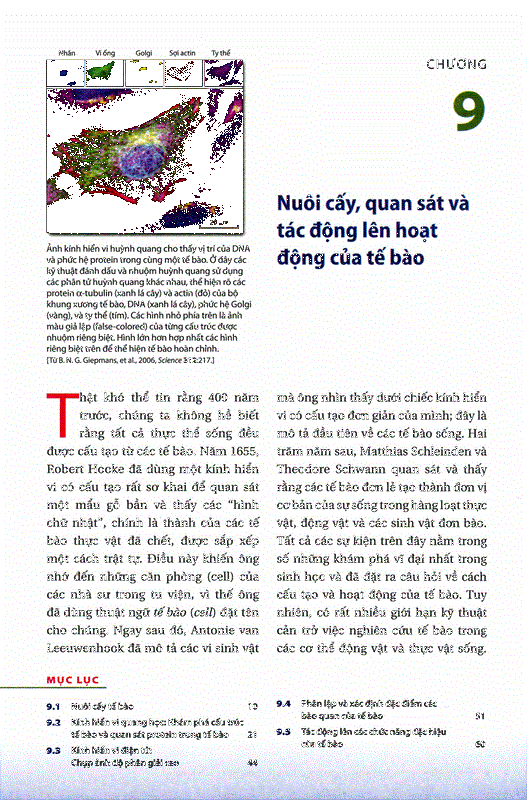 Nhân
Vi ống
Golgi
Sợi actin
Ty thể
CHƯƠNG
9
Nuôi cấy, quan sát và
tác động lên hoạt
động của tế bào
Ảnh kính hiển vi huỳnh quang cho thấy vị trí của DNA
và phức hệ protein trong cùng một tế bào. Ở đây các
kỹ thuật đánh dấu và nhuộm huỳnh quang sử dụng
các phân tử huỳnh quang khác nhau, thể hiện rõ các
protein α-tubulin (xanh lá cây) và actin (đỏ) của bộ
khung xương tế bào, DNA (xanh lá cây), phức hệ Golgi
(vàng), và ty thể (tím). Các hình nhỏ phía trên là ảnh
màu giả lập (false-colored) của từng cấu trúc được
nhuộm riêng biệt. Hình lớn hơn hợp nhất các hình
riêng biệt trên để thể hiện tế bào hoàn chỉnh.
[Từ B. N. G. Giepmans, et al., 2006, Science 312:217.]
Thật khó thể tin rằng 400 năm
trước, chúng ta không hề biết
rằng tất cả thực thể sống đều
được cấu tạo từ các tế bào. Năm 1655,
Robert Hooke đã dùng một kính hiển
vi có cấu tạo rất sơ khai để quan sát
một mẩu gỗ bần và thấy các “hình
chữ nhật”, chính là thành của các tế
bào thực vật đã chết, được sắp xếp
một cách trật tự. Điều này khiến ông
nhớ đến những căn phòng (cell) của
các nhà sư trong tu viện, vì thế ông
đã dùng thuật ngữ tế bào (cell) đặt tên
cho chúng. Ngay sau đó, Antonie van
Leeuwenhook đã mô tả các vi sinh vật
mà ông nhìn thấy dưới chiếc kính hiển
vi có cấu tạo đơn giản của mình; đây là
mô tả đầu tiên về các tế bào sống. Hai
trăm năm sau, Matthias Schleinden và
Theodore Schwann quan sát và thấy
rằng các tế bào đơn lẻ tạo thành đơn vị
cơ bản của sự sống trong hàng loạt thực
vật, động vật và các sinh vật đơn bào.
Tất cả các sự kiện trên đây nằm trong
số những khám phá vĩ đại nhất trong
sinh học và đã đặt ra câu hỏi về cách
cấu tạo và hoạt động của tế bào. Tuy
nhiên, có rất nhiều giới hạn kỹ thuật
cản trở việc nghiên cứu tế bào trong
các cơ thể động vật và thực vật sống.
MỤC LỤC
9.1 Nuôi cấy tế bào
9.2 Kính hiển vi quang học: Khám phá cấu trúc
tế bào và quan sát protein trong tế bào 21
9.3 Kính hiển vi điện tử:
Chụp ảnh độ phân giải cao 44
9.4 Phân lập và xác định đặc điểm các
bào quan của tế bào 51
9.5 Tác động lên các chức năng đặc hiệu
của tế bào